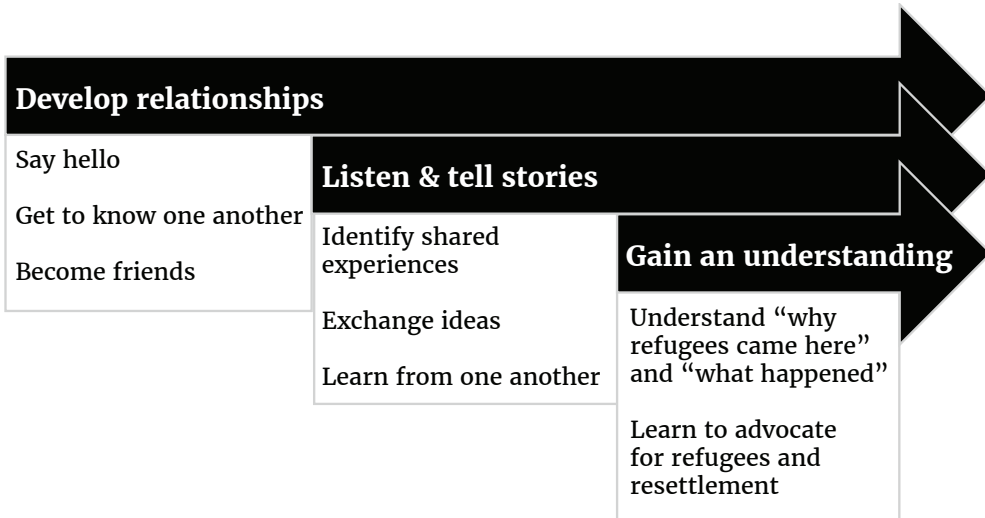 Develop relationships
Say hello
Get to know one another
Become friends
Listen & tell stories
Identify shared
experiences
Exchange ideas
Learn from one another
Gain an understanding
Understand “why
refugees came here”
and “what happened”
Learn to advocate
for refugees and
resettlement